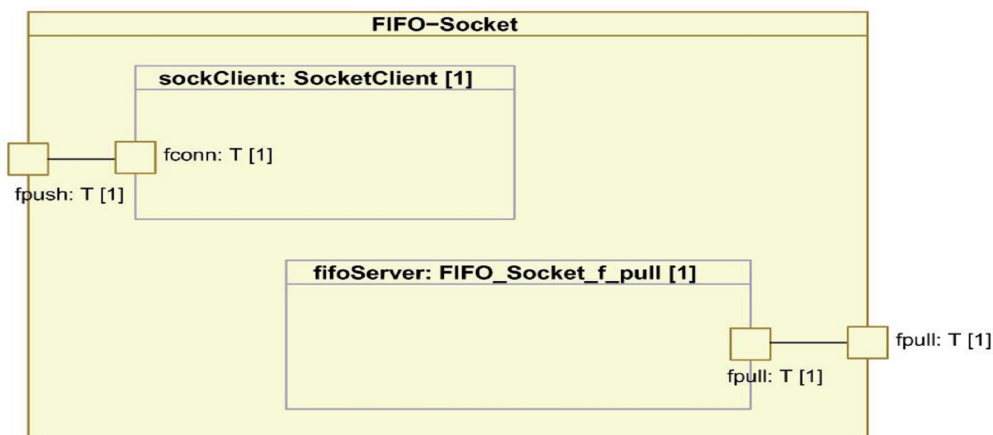 FIFO−Socket
sockClient: SocketClient [1]
fconn: T [1]
fpush: T [1]
fifoServer: FIFO_Socket_f_pull [1]
fpull: T [1]
fpull: T [1]